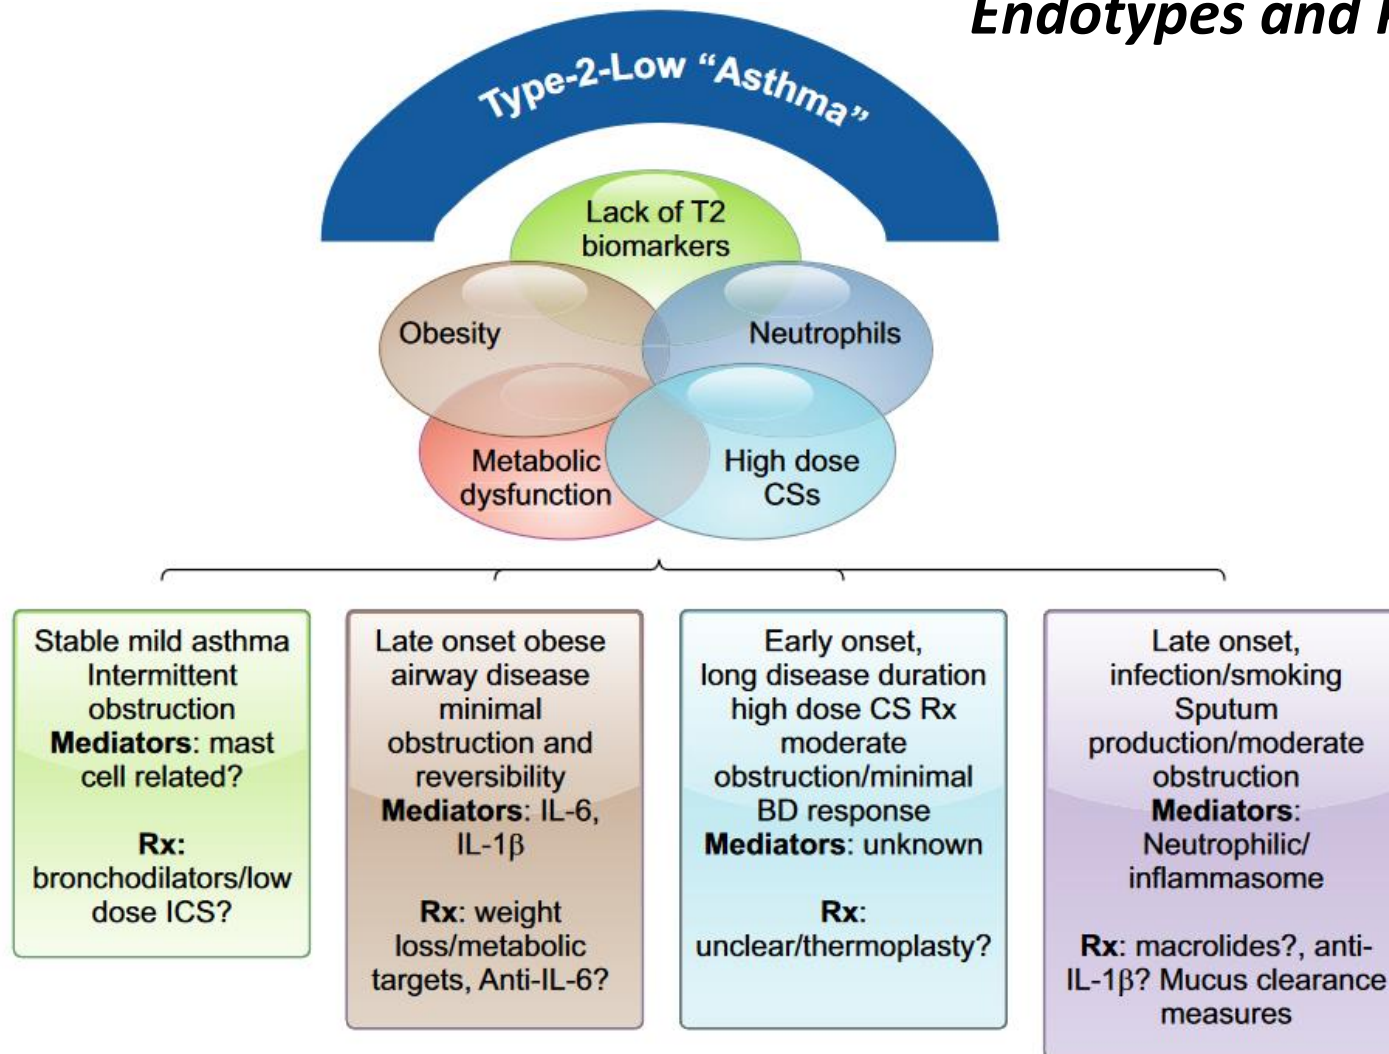 Endotypes and
Type-2-Low “Asthma”
Lack of T2
biomarkers
Obesity
Neutrophils
Metabolic
dysfunction
High dose
CSs
Stable mild asthma
Intermittent
obstruction
Mediators: mast
cell related?
Rx:
bronchodilators/low
dose ICS?
Late onset obese
airway disease
minimal
obstruction and
reversibility
Mediators: IL-6,
IL-1β
Rx: weight
loss/metabolic
targets, Anti-IL-6?
Early onset,
long disease duration
high dose CS Rx
moderate
obstruction/minimal
BD response
Mediators: unknown
Rx:
unclear/thermoplasty?
Late onset,
infection/smoking
Sputum
production/moderate
obstruction
Mediators:
Neutrophilic/
inflammasome
Rx: macrolides?, anti-
IL-1β? Mucus clearance
measures